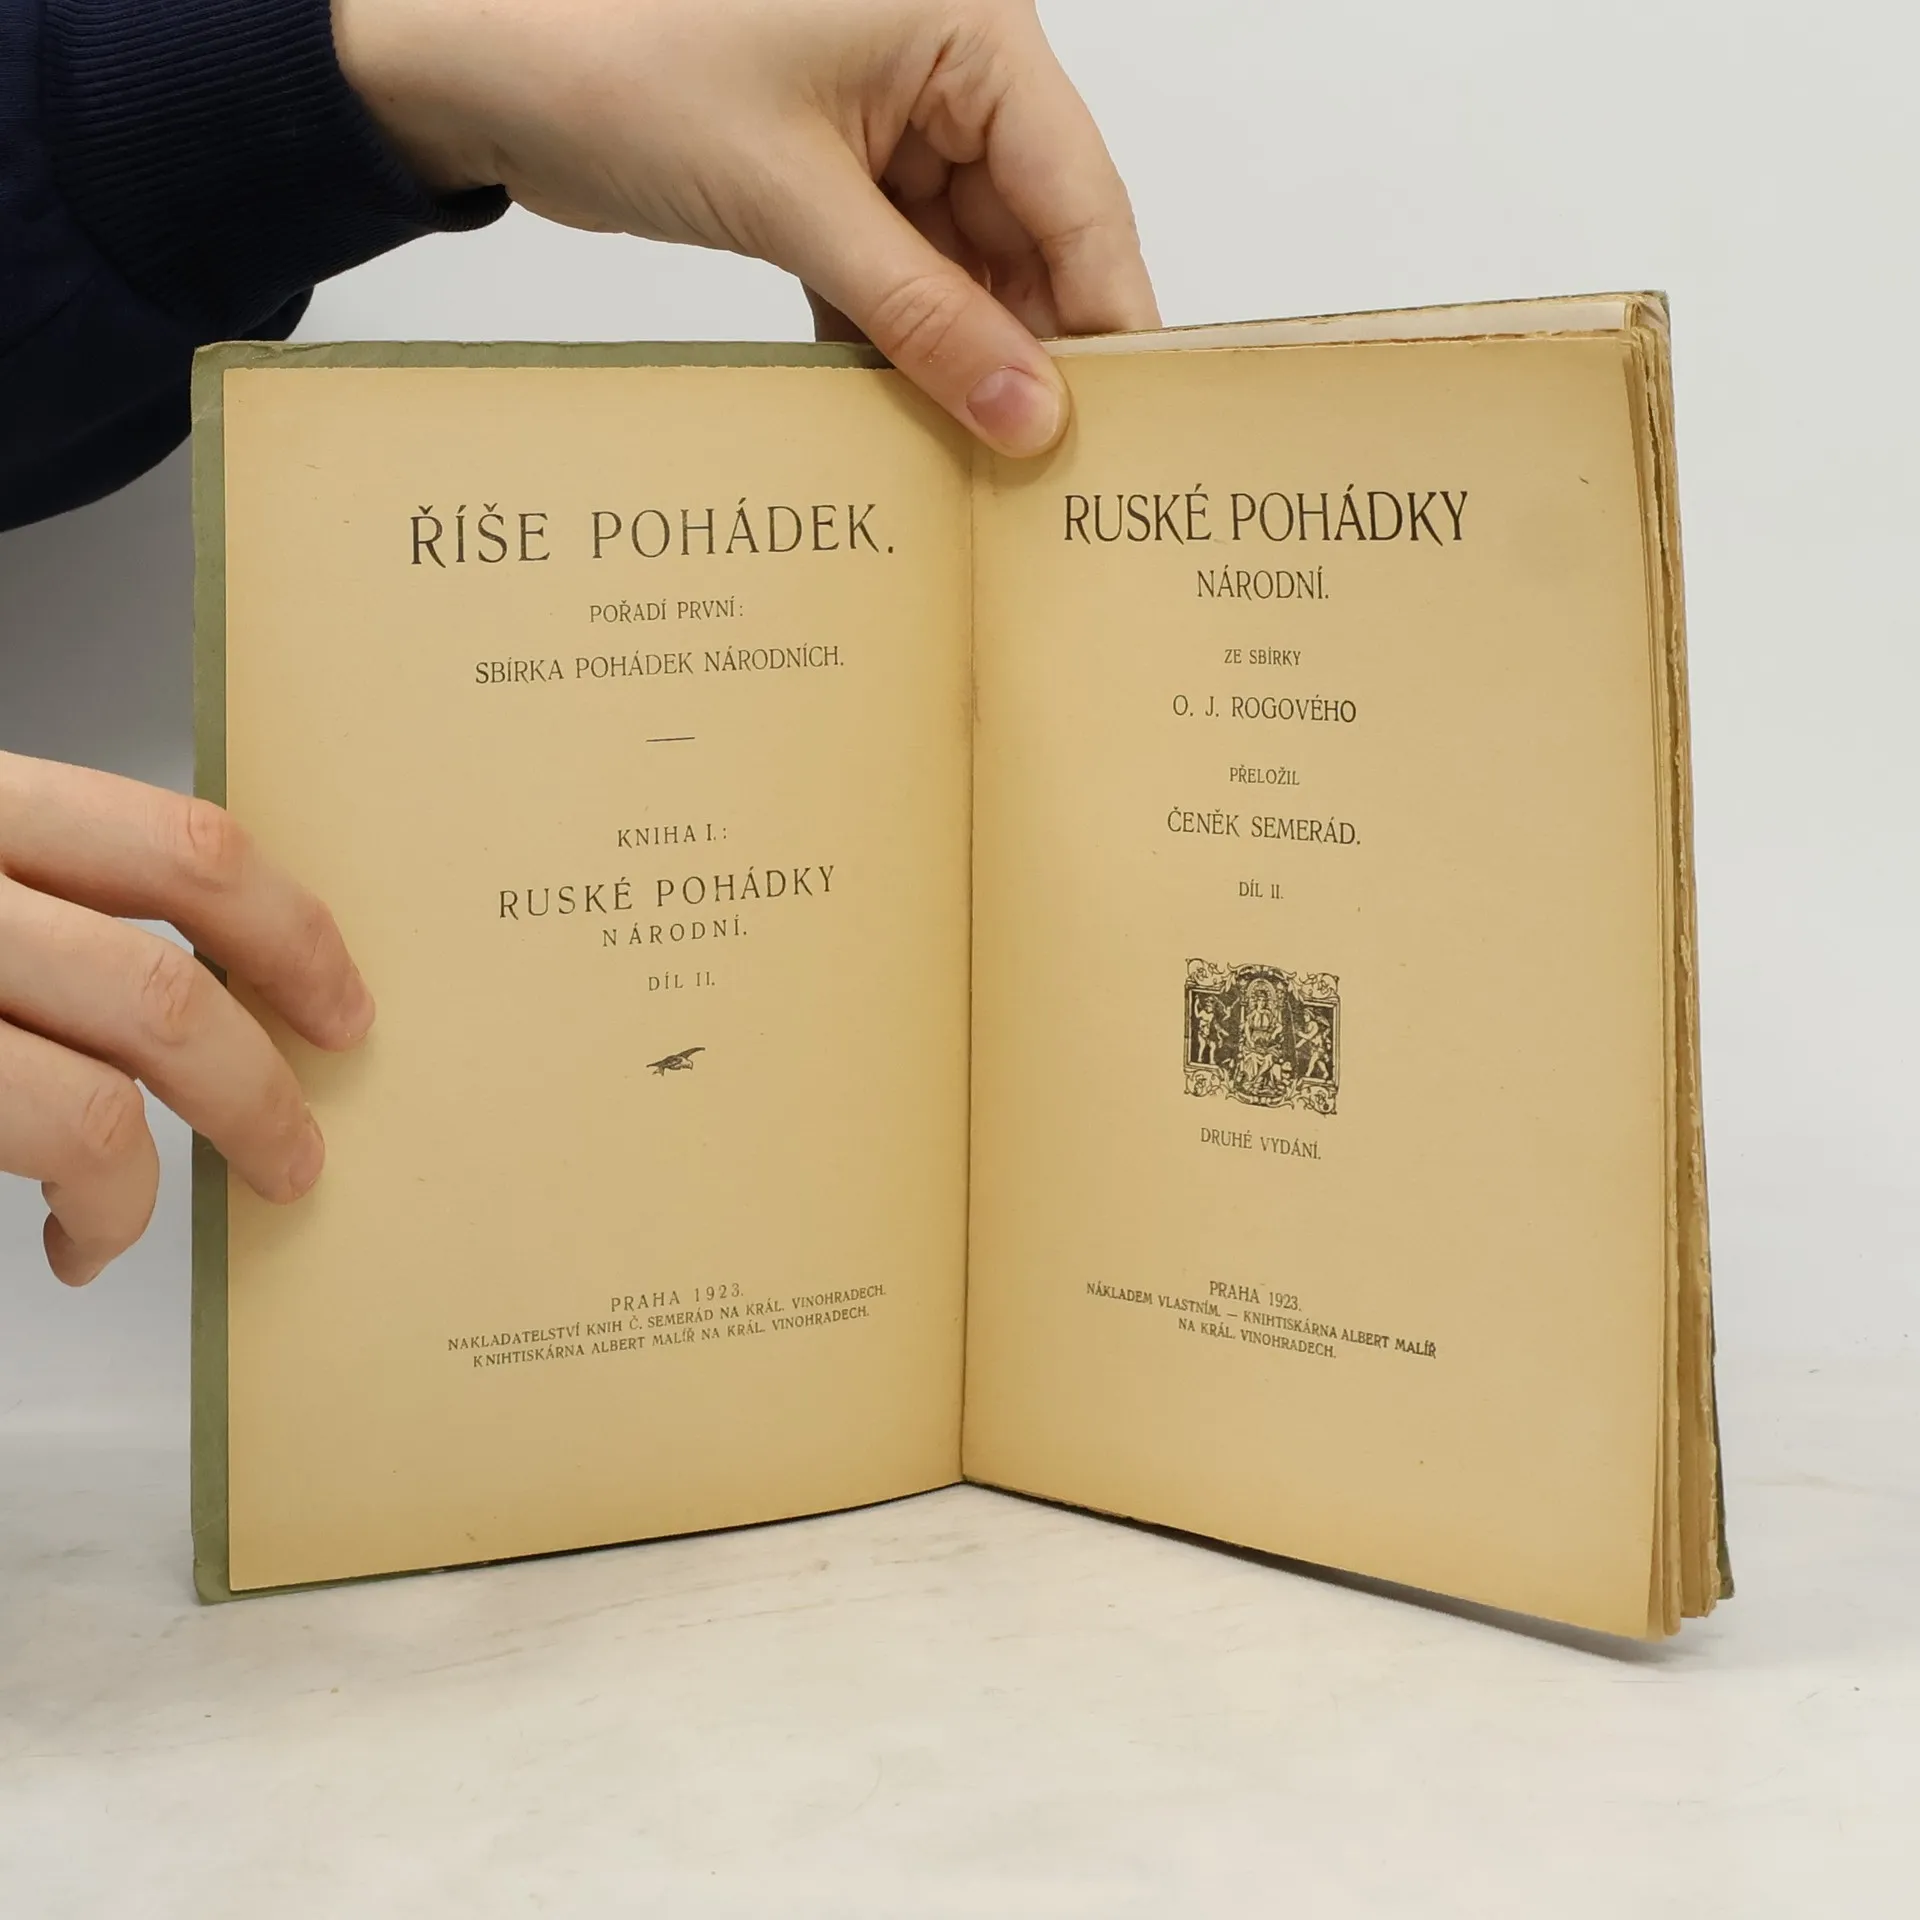 ŘÍŠE POHÁDEK.
POŘADÍ PRVNÍ:
SBÍRKA POHÁDEK NÁRODNÍCH.
KNIHA I.:
RUSKÉ POHÁDKY
NÁRODNÍ.
DÍL II.
PRAHA 1923.
NAKLADATELSTVÍ KNIH Č. SEMERÁD NA KRÁL. VINOHRADECH.
KNIHTISKÁRNA ALBERT MALÍŘ NA KRÁL. VINOHRADECH.
RUSKÉ POHÁDKY
NÁRODNÍ.
ZE SBÍRKY
O. J. ROGOVÉHO
PŘELOŽIL
ČENĚK SEMERÁD.
DÍL II.
DRUHÉ VYDÁNÍ.
PRAHA 1923.
NÁKLADEM VLASTNÍM. — KNIHTISKÁRNA ALBERT MALÍŘ
NA KRÁL. VINOHRADECH.